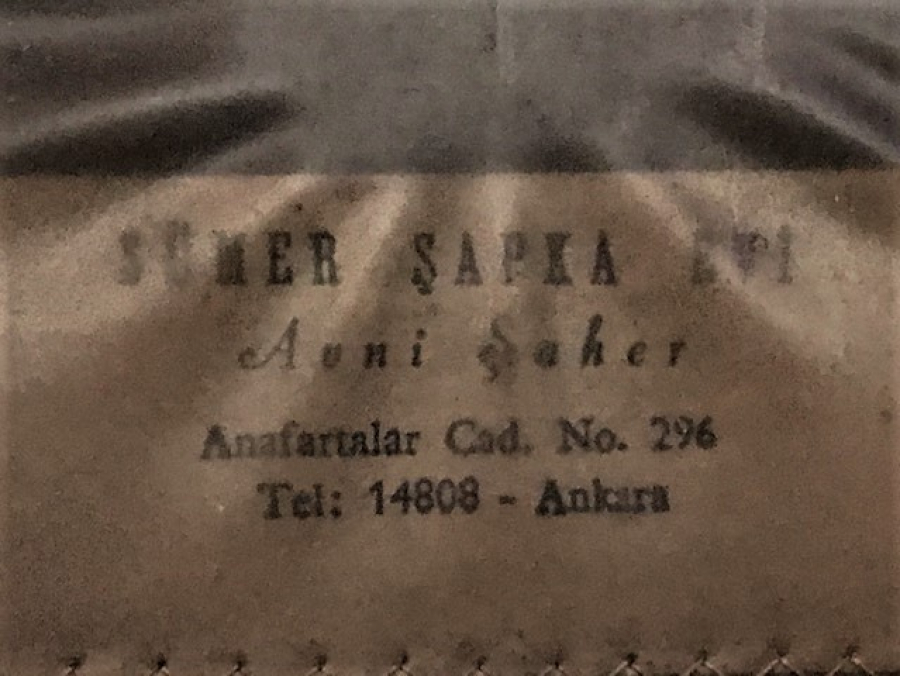 SÜMER ŞAPKA EVİ
Avni Şaher
Anafartalar Cad. No. 296
Tel: 14808 - Ankara